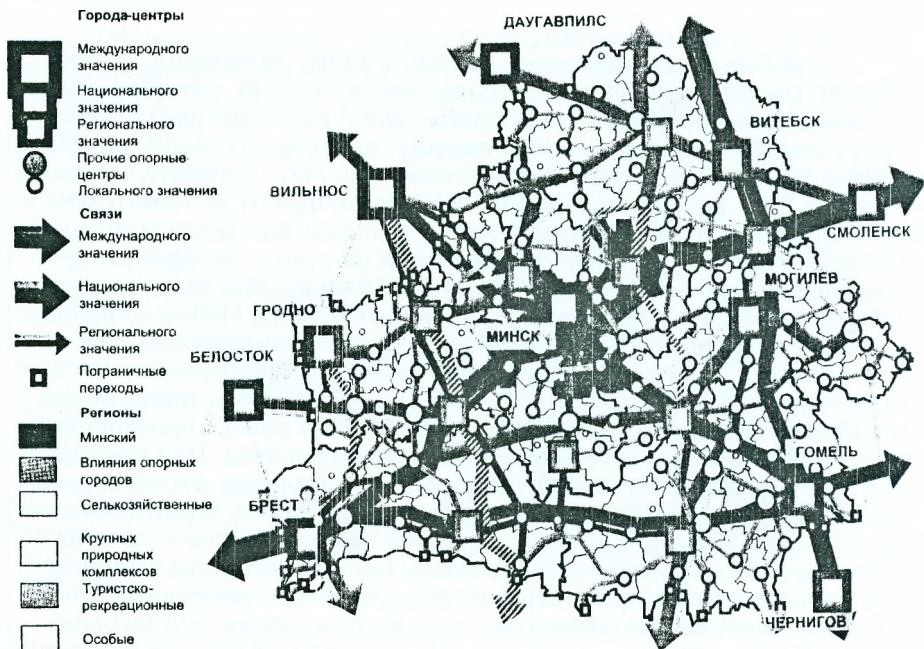 Города-центры
Международного
значения
Национального
значения
Регионального
значения
Прочие опорные
центры
Локального значения
Связи
Международного
значения
Национального
значения
Регионального
значения
Пограничные
переходы
Регионы
Минский
Влияния опорных
городов
Селькохозяйственные
Крупных
природных
комплексов
Туристско-
рекреационные
Особые
ДАУГАВПИЛС
ВИТЕБСК
ВИЛЬНЮС
СМОЛЕНСК
МОГИЛЕВ
ГРОДНО
МИНСК
БЕЛОСТОК
ГОМЕЛЬ
БРЕСТ
ЧЕРНИГОВ